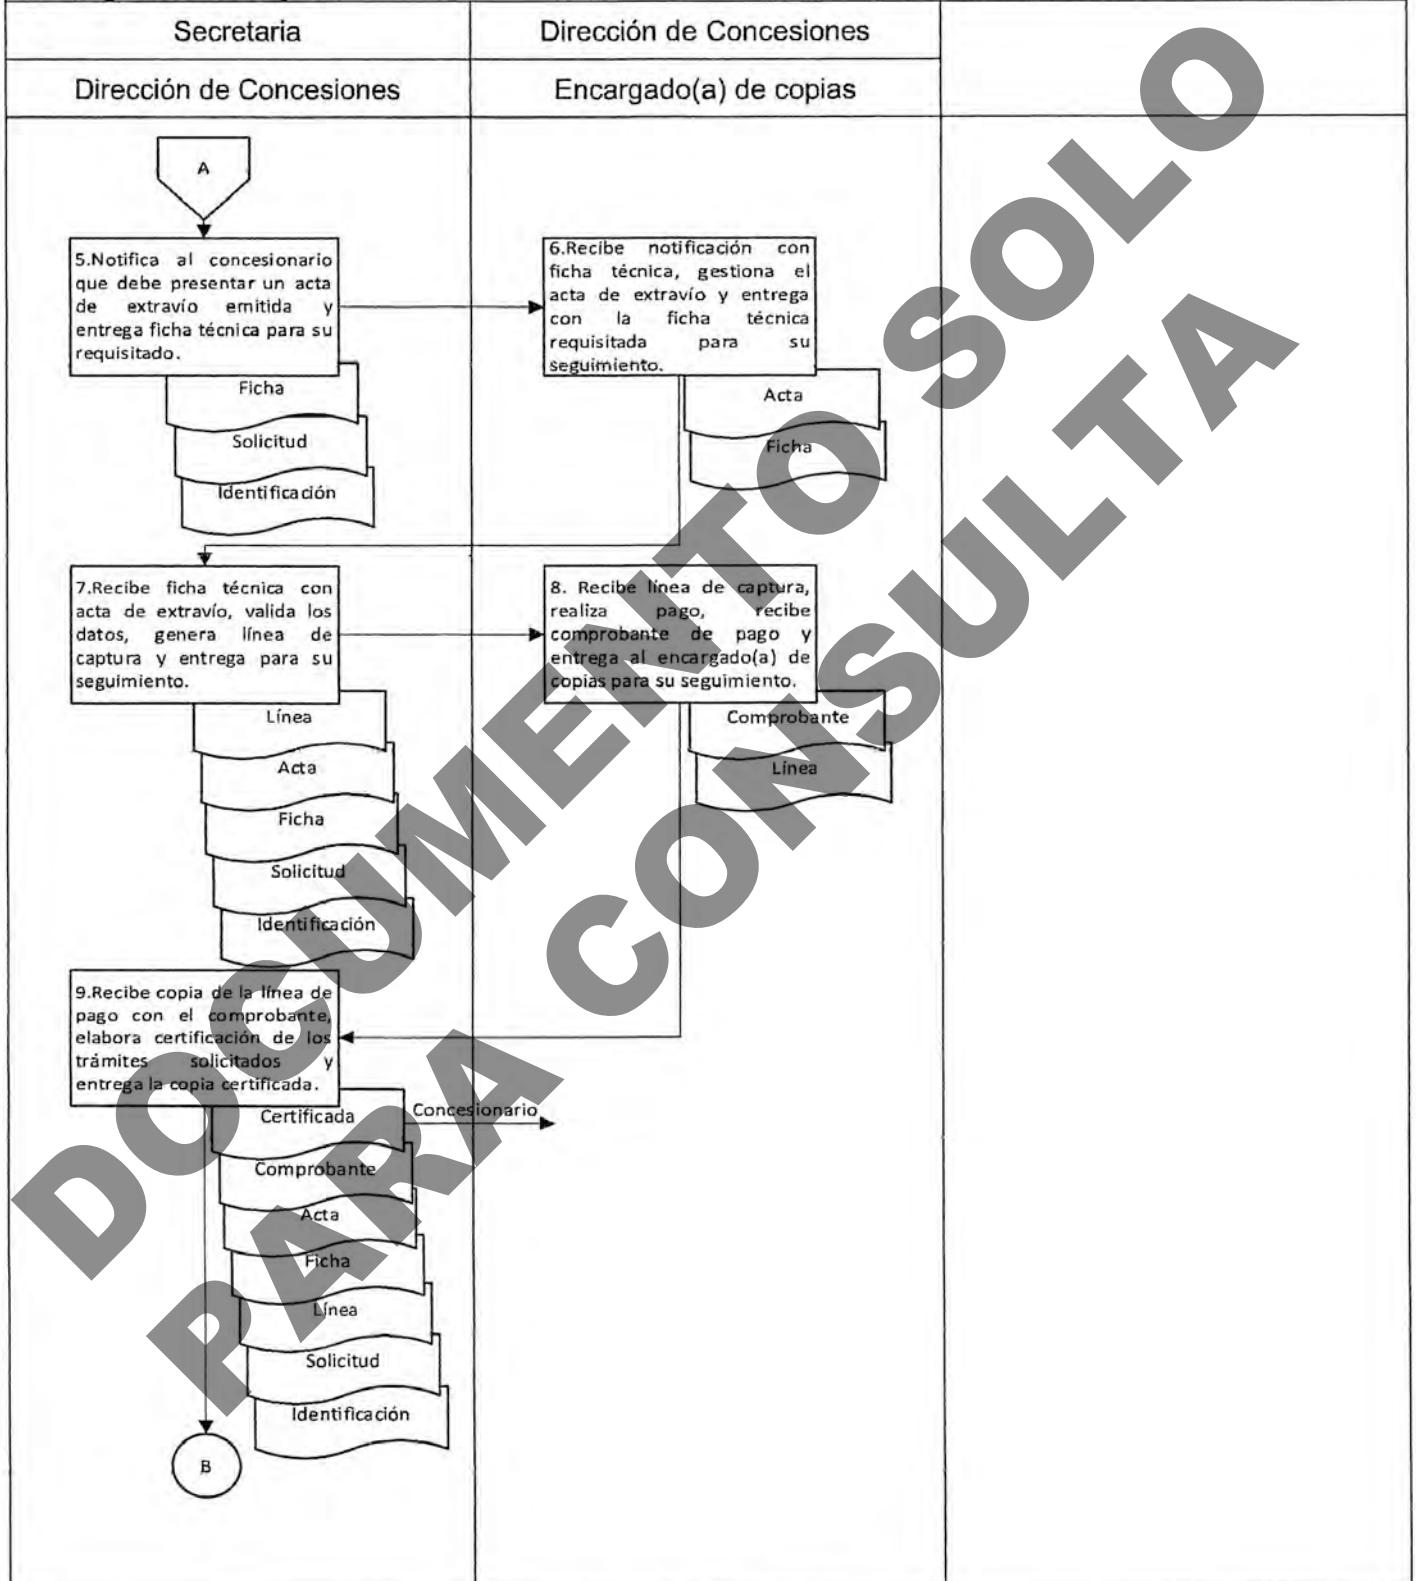 Secretaria
Dirección de Concesiones
Dirección de Concesiones
Encargado(a) de copias
A
5.Notifica al concesionario
que debe presentar un acta
de extravío emitida y
entrega ficha técnica para su
requisitado.
Ficha
Solicitud
Identificación
6.Recibe notificación con
ficha técnica, gestiona el
acta de extravío y entrega
con la ficha técnica
requisitada para su
seguimiento.
Acta
Ficha
7.Recibe ficha técnica con
acta de extravío, valida los
datos, genera línea de
captura y entrega para su
seguimiento.
Línea
Acta
Ficha
Solicitud
Identificación
8. Recibe línea de captura,
realiza pago, recibe
comprobante de pago y
entrega al encargado(a) de
copias para su seguimiento.
Comprobante
Línea
9.Recibe copia de la línea de
pago con el comprobante,
elabora certificación de los
trámites solicitados y
entrega la copia certificada.
Certificada
Concesionario
Comprobante
Acta
Ficha
Línea
Solicitud
Identificación
B
DOCUMENTO SOLO
PARA CONSULTA